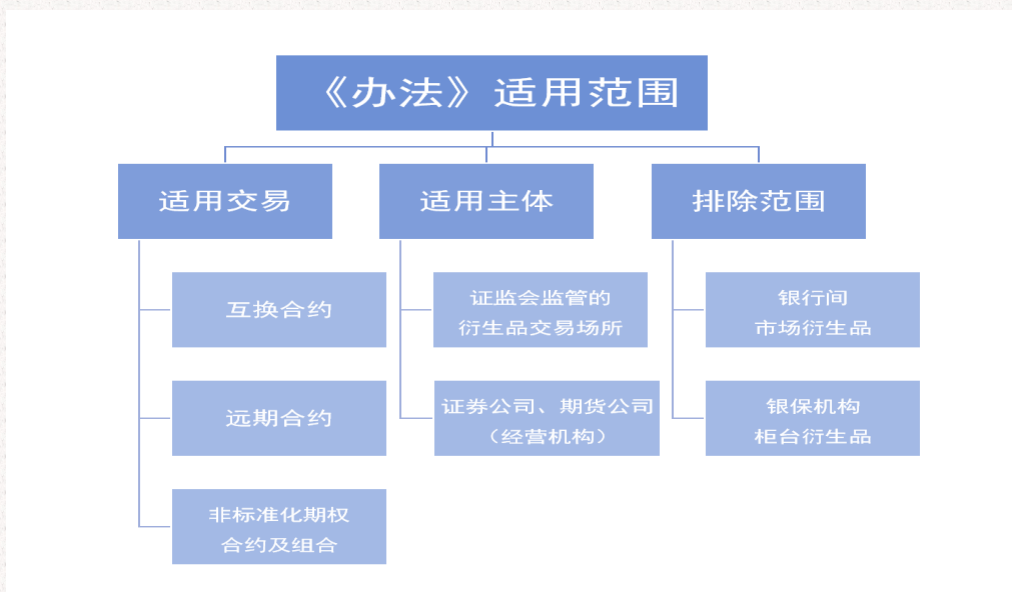 《办法》适用范围
适用交易
适用主体
排除范围
互换合约
远期合约
非标准化期权
合约及组合
证监会监管的
衍生品交易场所
证券公司、期货公司
（经营机构）
银行间
市场衍生品
银保机构
柜台衍生品